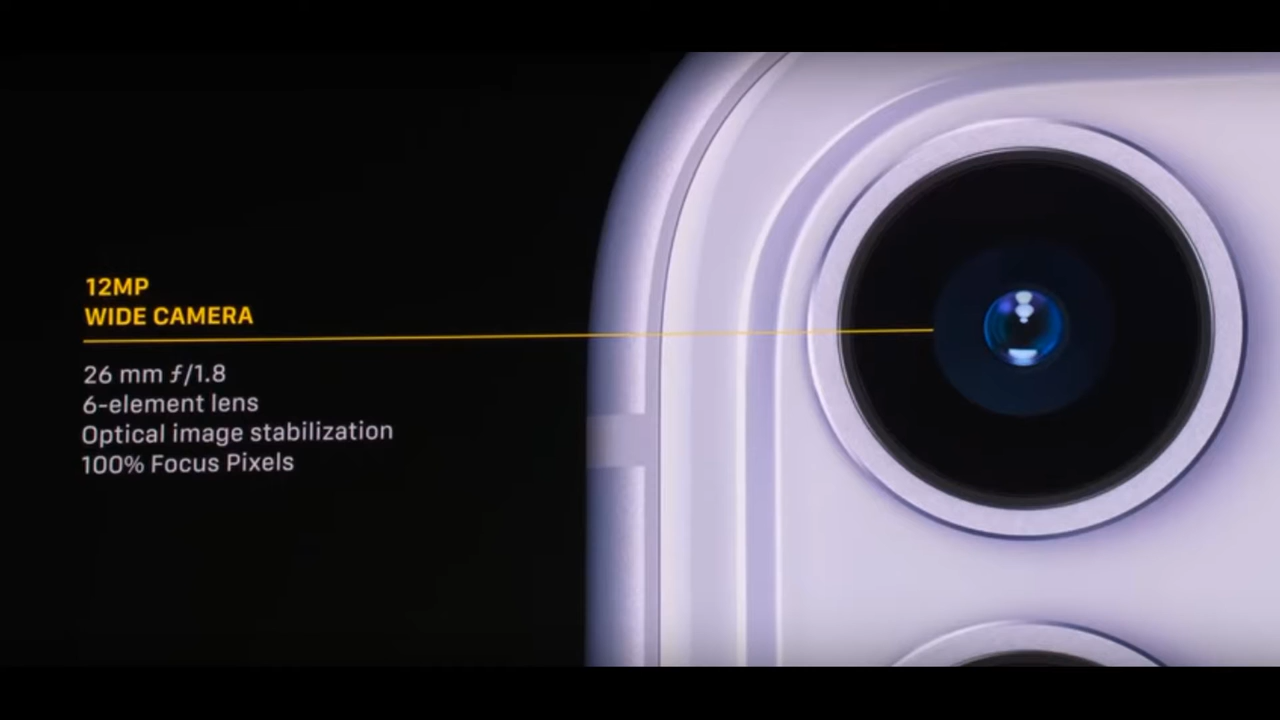 12MP
WIDE CAMERA
26 mm ƒ/1.8
6-element lens
Optical image stabilization
100% Focus Pixels